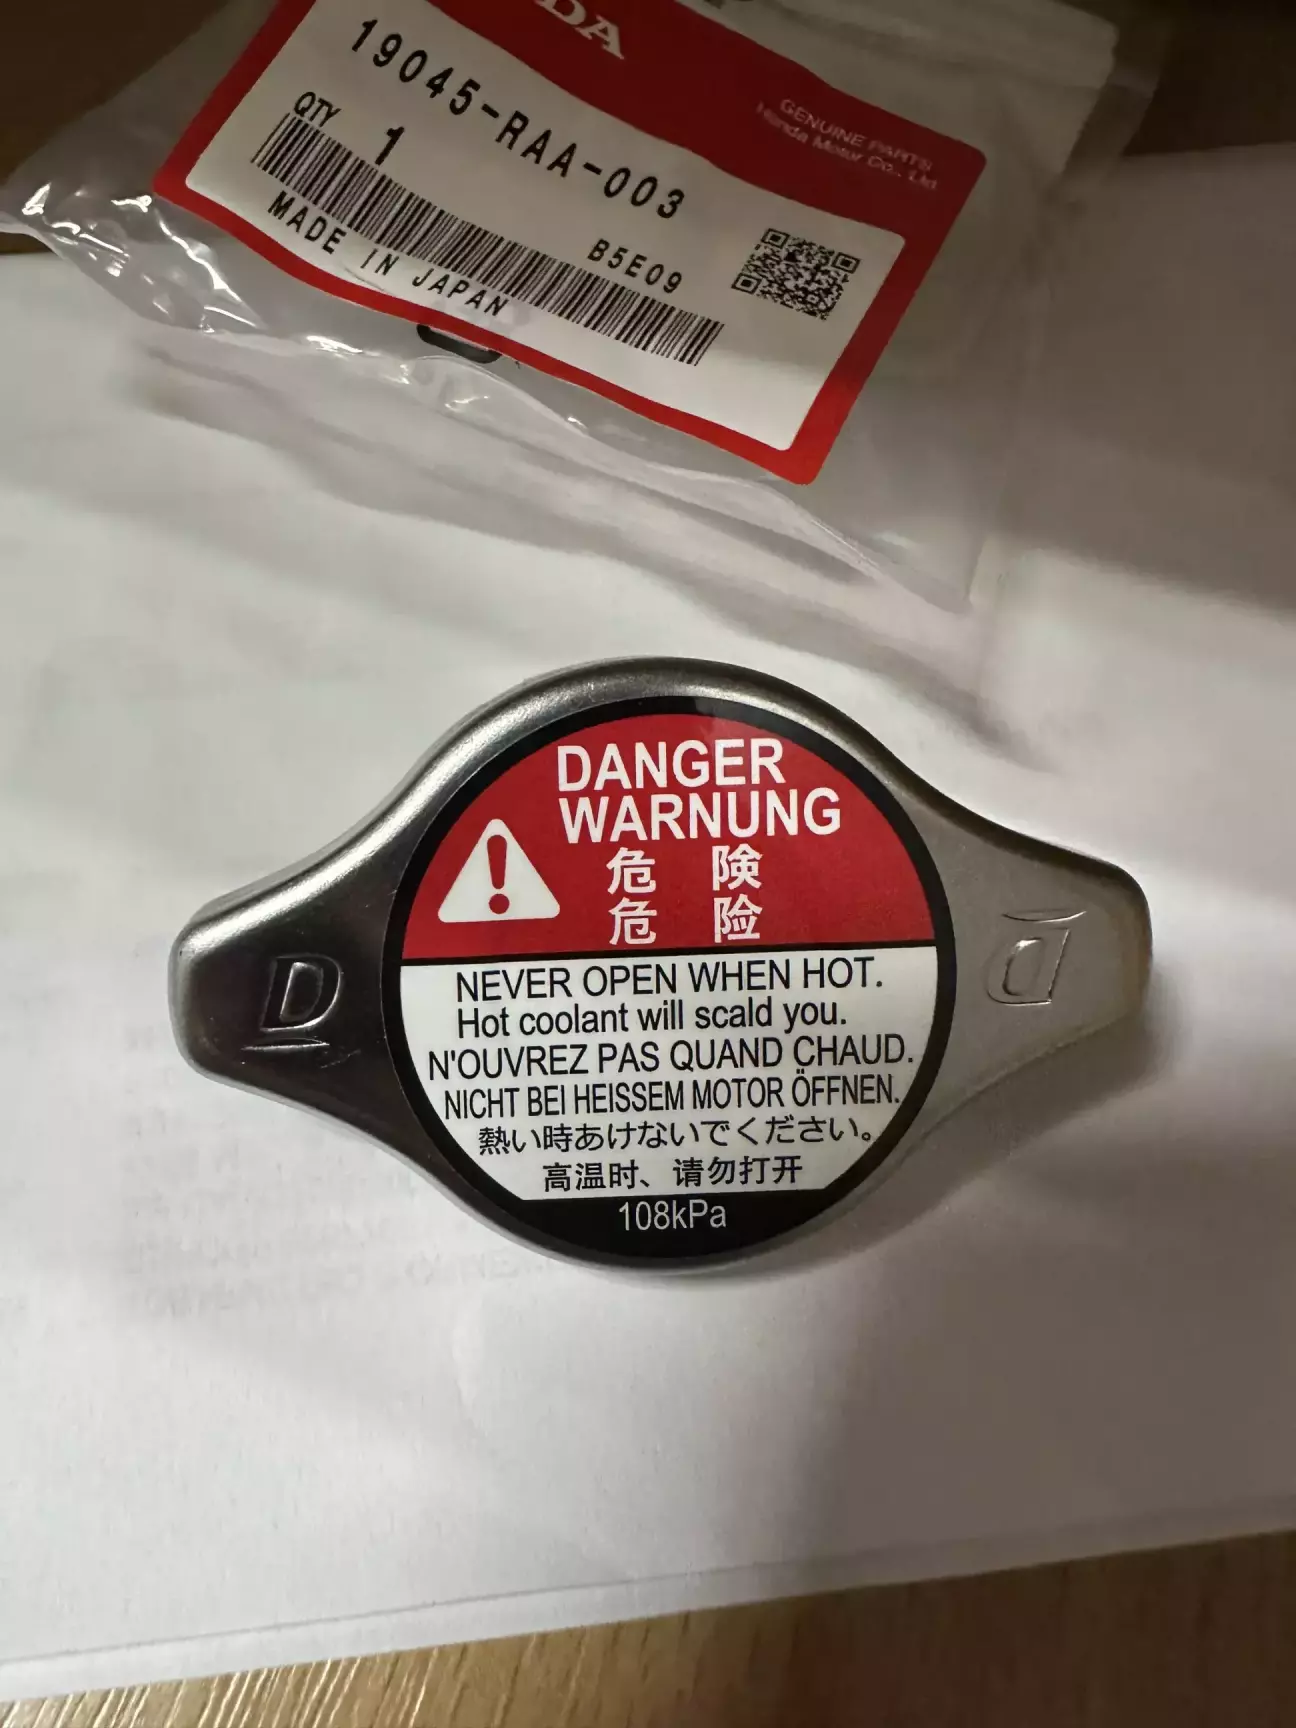 19045-RAA-003
GENUINE PARTS
Honda Motor Co., Ltd.
QTY 1
B5E09
MADE IN JAPAN
DANGER
WARNUNG
危 険
危 险
NEVER OPEN WHEN HOT.
Hot coolant will scald you.
N'OUVREZ PAS QUAND CHAUD.
NICHT BEI HEISSEM MOTOR ÖFFNEN.
熱い時あけないでください。
高温时、请勿打开
108kPa
D
D